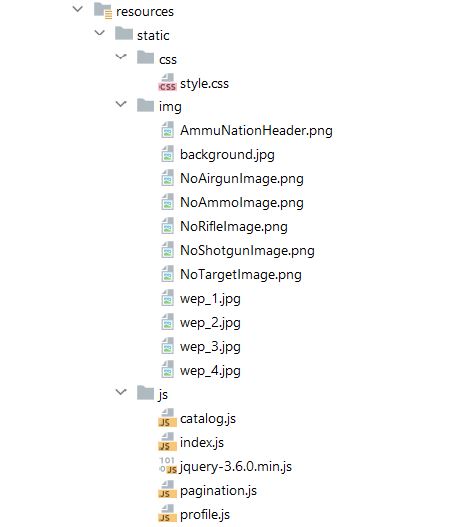 resources
static
css
style.css
img
AmmuNationHeader.png
background.jpg
NoAirgunImage.png
NoAmmoImage.png
NoRifleImage.png
NoShotgunImage.png
NoTargetImage.png
wep_1.jpg
wep_2.jpg
wep_3.jpg
wep_4.jpg
js
catalog.js
index.js
jquery-3.6.0.min.js
pagination.js
profile.js